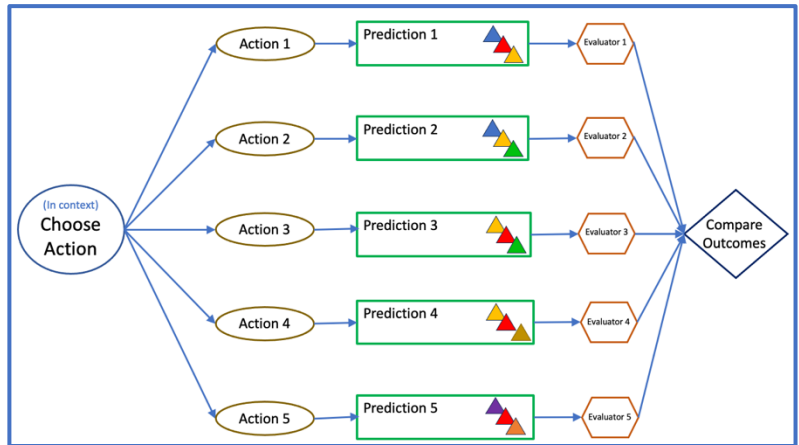 Action 1
Prediction 1
Evaluator 1
Action 2
Prediction 2
Evaluator 2
(In context)
Choose
Action
Action 3
Prediction 3
Evaluator 3
Compare
Outcomes
Action 4
Prediction 4
Evaluator 4
Action 5
Prediction 5
Evaluator 5